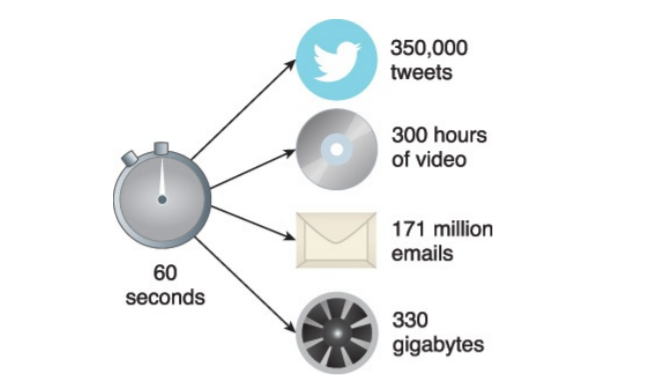 350,000
tweets
300 hours
of video
171 million
emails
60
seconds
330
gigabytes